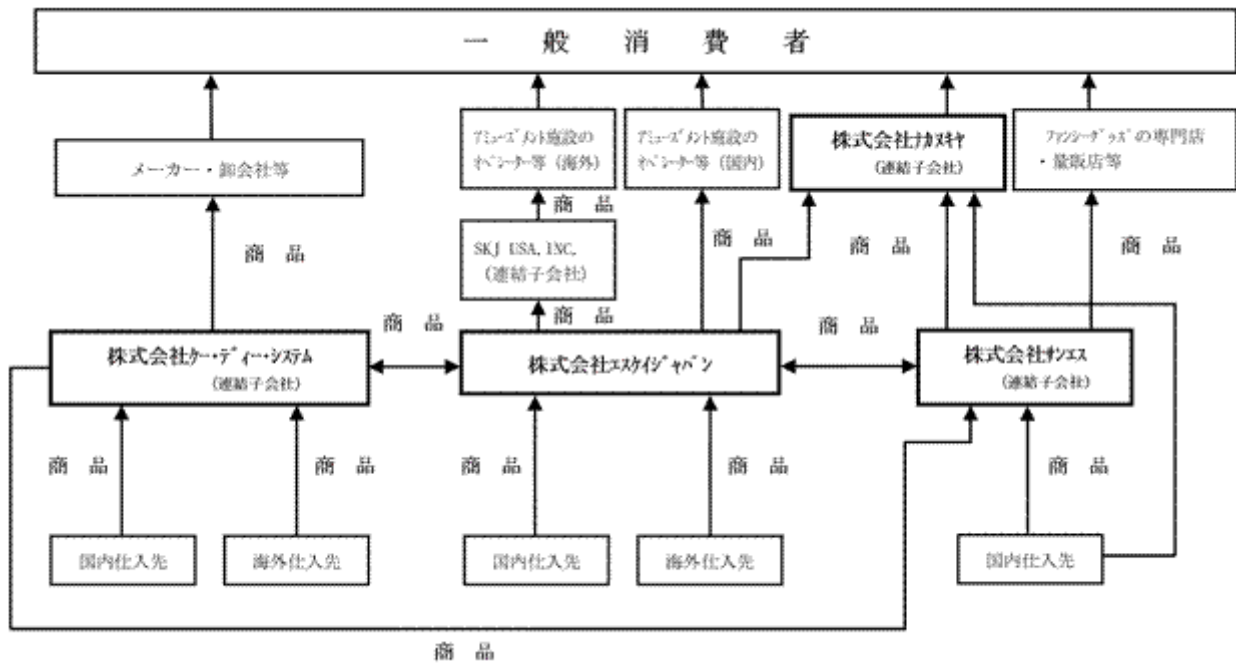 一般消費者
アミューズメント施設の
オペレーター等(海外)
アミューズメント施設の
オペレーター等(国内)
株式会社ナカヌキヤ
(連結子会社)
ファンシーグッズの専門店
・量販店等
メーカー・卸会社等
商品
SKJ USA, INC.
(連結子会社)
商品
商品
商品
商品
商品
商品
商品
株式会社ケー・ディー・システム
(連結子会社)
株式会社エスケイジャパン
株式会社サンエス
(連結子会社)
商品
商品
商品
商品
商品
国内仕入先
海外仕入先
国内仕入先
海外仕入先
国内仕入先
商品